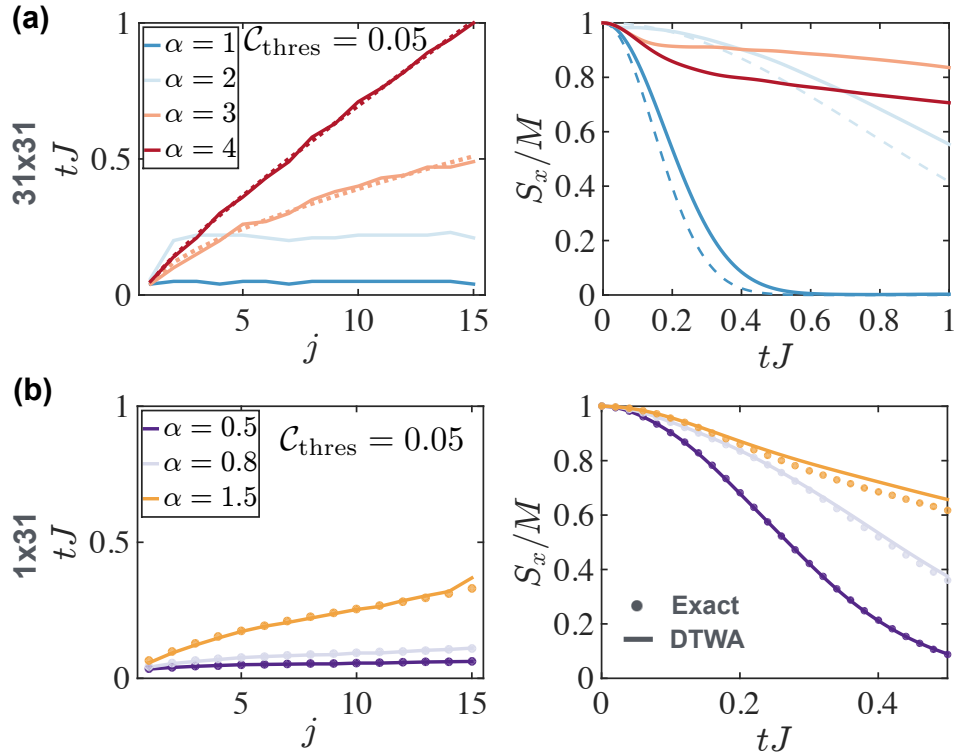 (a)
31x31
tJ
1
0.5
0
α = 1
α = 2
α = 3
α = 4
𝒞thres = 0.05
5
10
15
j
Sx/M
1
0.8
0.6
0.4
0.2
0
0
0.2
0.4
0.6
0.8
1
tJ
(b)
1x31
tJ
1
0.5
0
α = 0.5
α = 0.8
α = 1.5
𝒞thres = 0.05
5
10
15
j
Sx/M
1
0.8
0.6
0.4
0.2
0
Exact
DTWA
0
0.2
0.4
tJ